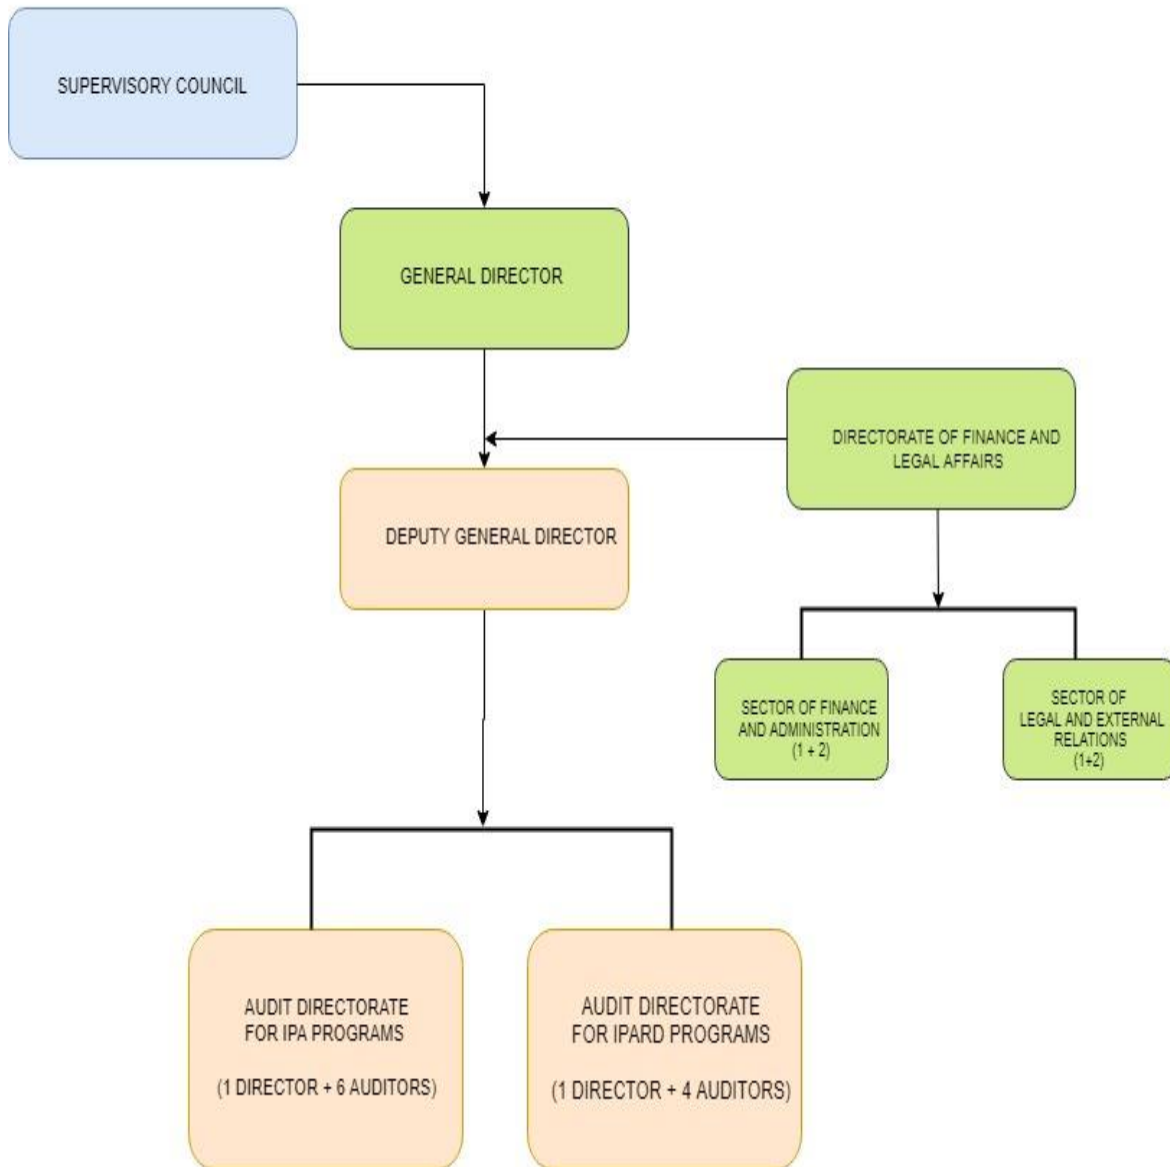 SUPERVISORY COUNCIL
GENERAL DIRECTOR
DIRECTORATE OF FINANCE AND
LEGAL AFFAIRS
DEPUTY GENERAL DIRECTOR
SECTOR OF FINANCE
AND ADMINISTRATION
(1 + 2)
SECTOR OF
LEGAL AND EXTERNAL
RELATIONS
(1+2)
AUDIT DIRECTORATE
FOR IPA PROGRAMS
(1 DIRECTOR + 6 AUDITORS)
AUDIT DIRECTORATE
FOR IPARD PROGRAMS
(1 DIRECTOR + 4 AUDITORS)